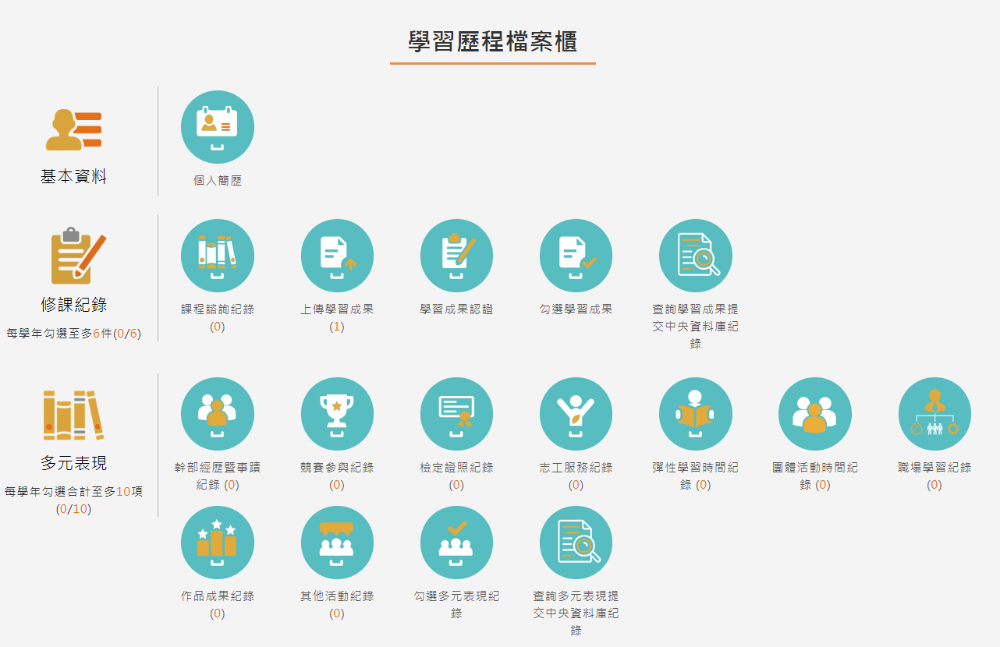 學習歷程檔案櫃
基本資料
個人簡歷
修課紀錄
每學年勾選至多6件(0/6)
課程諮詢紀錄
(0)
上傳學習成果
(1)
學習成果認證
勾選學習成果
查詢學習成果提
交中央資料庫紀
錄
多元表現
每學年勾選合計至多10項
(0/10)
幹部經歷暨事蹟
紀錄 (0)
競賽參與紀錄
(0)
檢定證照紀錄
(0)
志工服務紀錄
(0)
彈性學習時間紀
錄 (0)
團體活動時間紀
錄 (0)
職場學習紀錄
(0)
作品成果紀錄
(0)
其他活動紀錄
(0)
勾選多元表現紀
錄
查詢多元表現提
交中央資料庫紀
錄